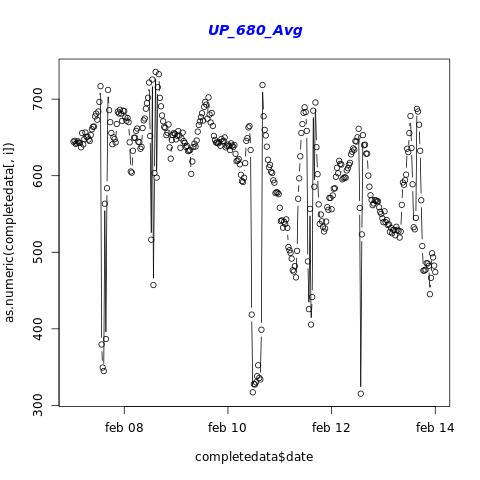 UP_680_Avg
700
600
500
400
300
as.numeric(completedata[, i])
feb 08
feb 10
feb 12
feb 14
completedata$date